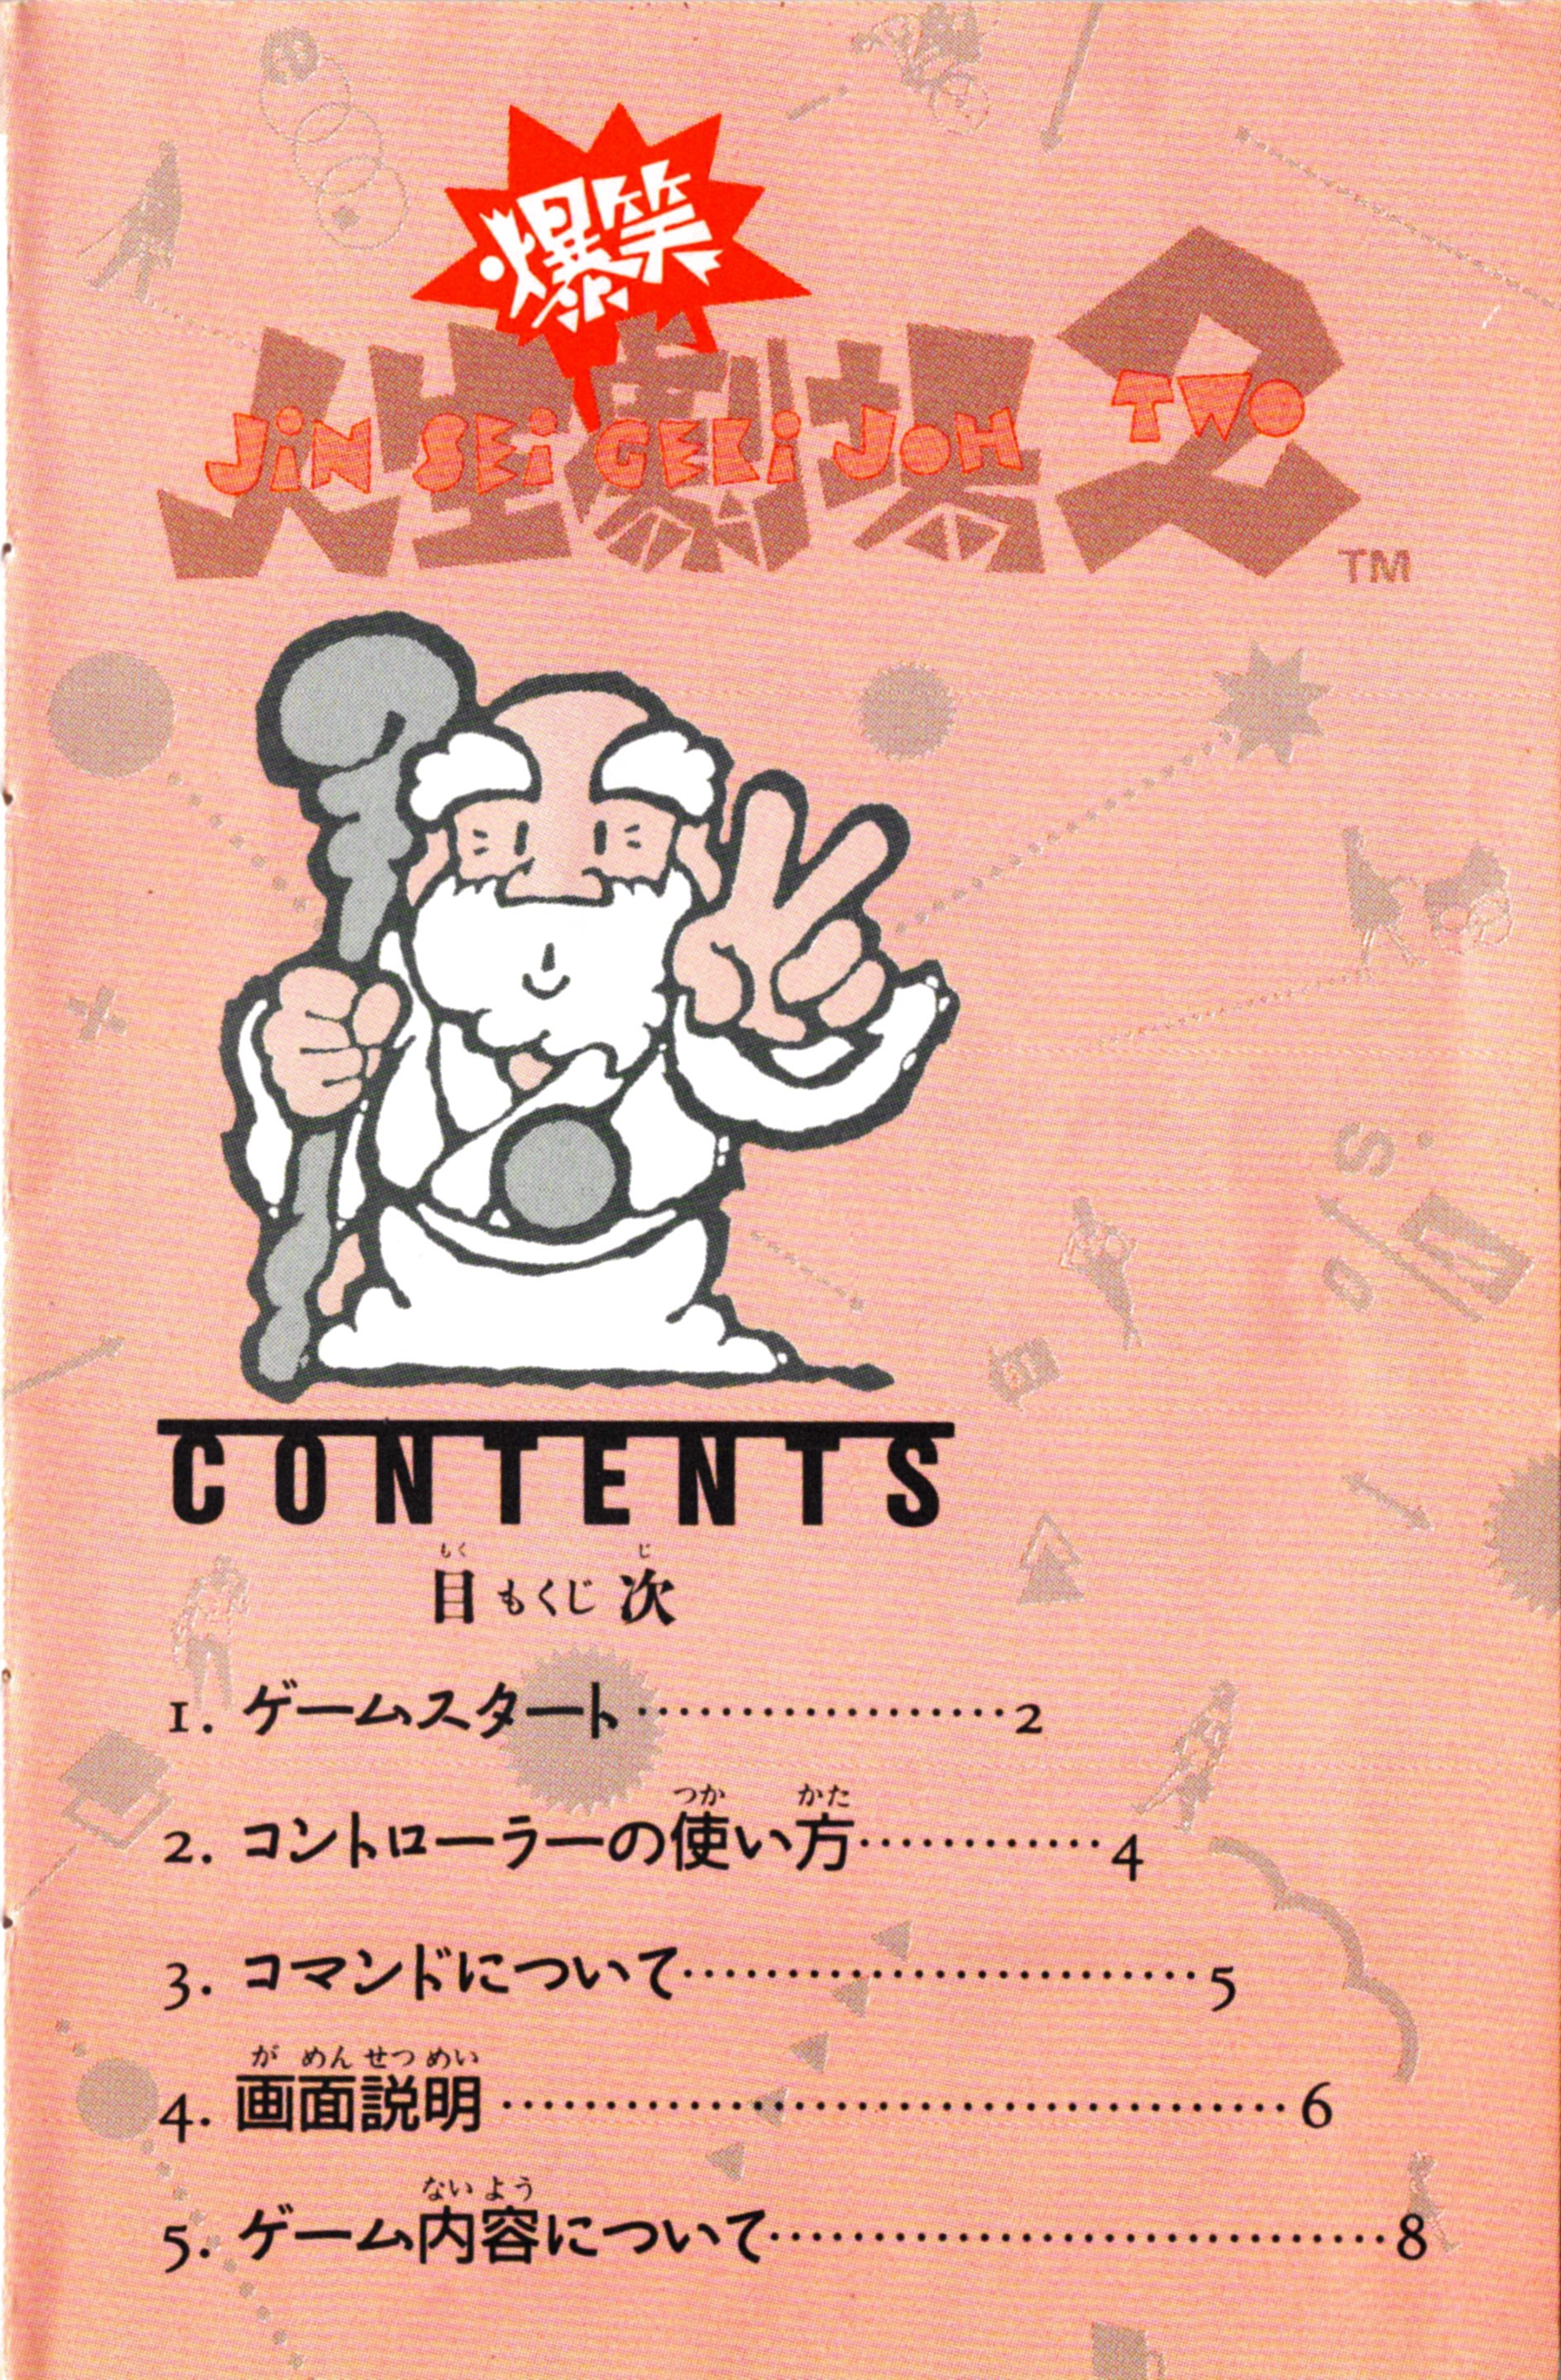 爆笑
人生劇場2
JiN SEi GEKi JOH TWO
TM
CONTENTS
もく じ
目 もくじ 次
1. ゲームスタート…………………2
つか かた
2. コントローラーの使い方…………4
3. コマンドについて………………………5
が めん せつ めい
4. 画面説明……………………………………6
ない よう
5. ゲーム内容について……………………………8